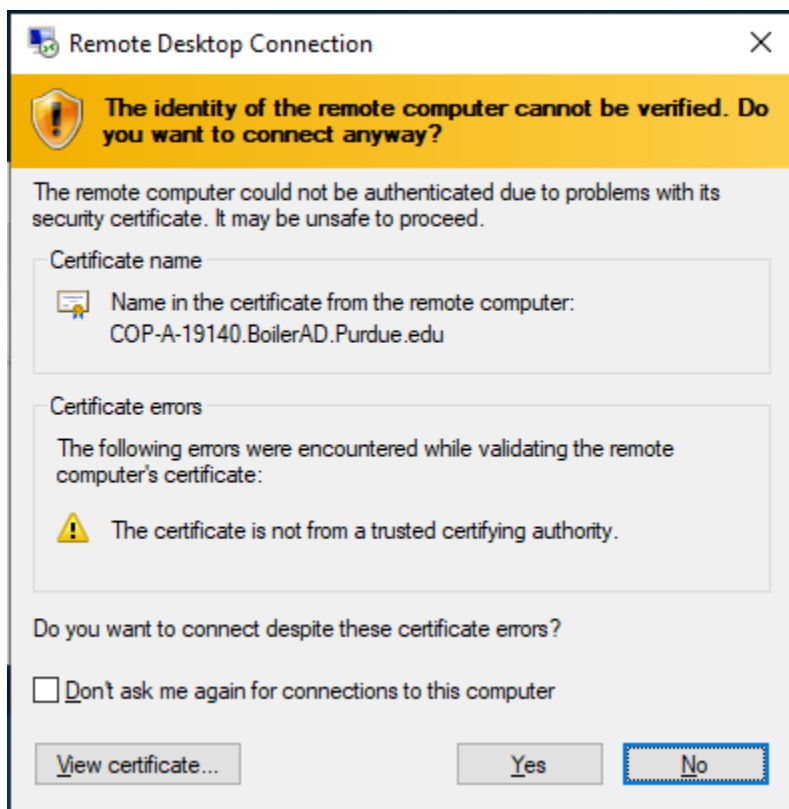 Remote Desktop Connection
The identity of the remote computer cannot be verified. Do
you want to connect anyway?
The remote computer could not be authenticated due to problems with its
security certificate. It may be unsafe to proceed.
Certificate name
Name in the certificate from the remote computer:
COP-A-19140.BoilerAD.Purdue.edu
Certificate errors
The following errors were encountered while validating the remote
computer's certificate:
The certificate is not from a trusted certifying authority.
Do you want to connect despite these certificate errors?
Don't ask me again for connections to this computer
View certificate...
Yes
No